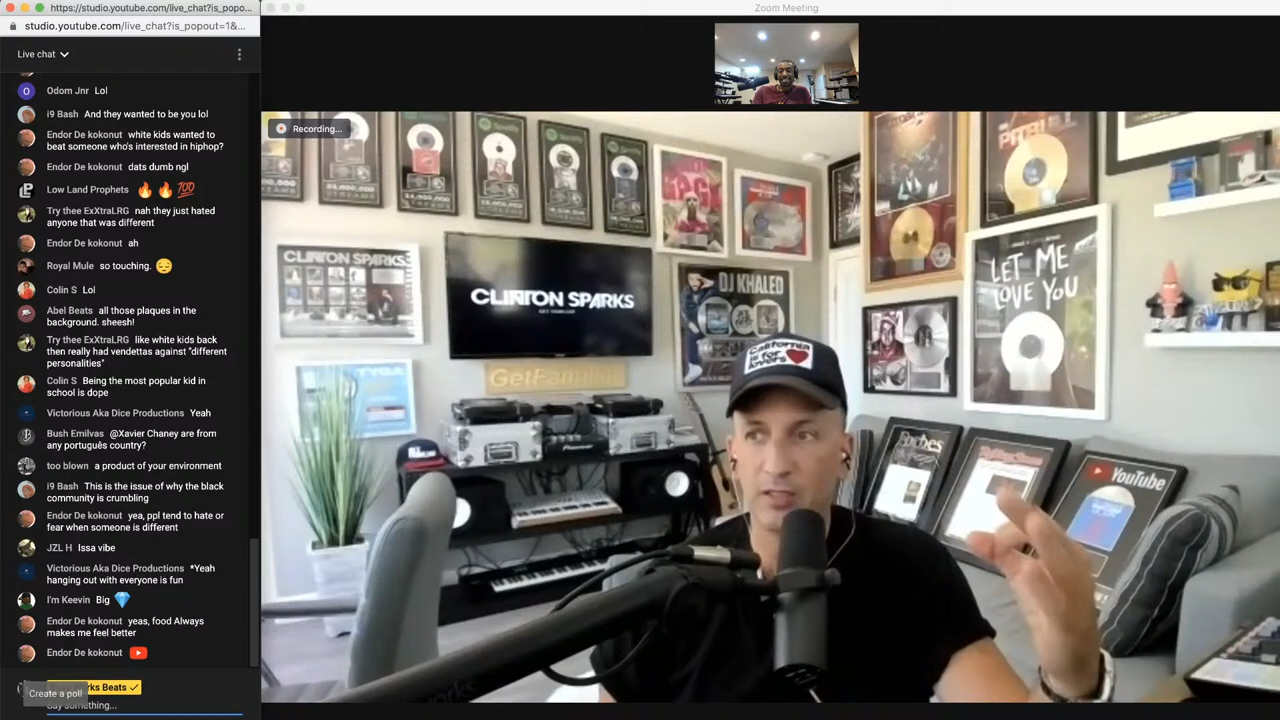 https://studio.youtube.com/live_chat?is_popo...
studio.youtube.com/live_chat?is_popout=1&...
Live chat
Odom Jnr Lol
i9 Bash And they wanted to be you lol
Endor De kokonut white kids wanted to
beat someone who's interested in hiphop?
Endor De kokonut dats dumb ngl
Low Land Prophets 🔥 🔥 💯
Try thee ExXtraLRG nah they just hated
anyone that was different
Endor De kokonut ah
Royal Mule so touching. 😔
Colin S Lol
Abel Beats all those plaques in the
background. sheesh!
Try thee ExXtraLRG like white kids back
then really had vendettas against "different
personalities"
Colin S Being the most popular kid in
school is dope
Victorious Aka Dice Productions Yeah
Bush Emilvas @Xavier Chaney are from
any português country?
too blown a product of your environment
i9 Bash This is the issue of why the black
community is crumbling
Endor De kokonut yea, ppl tend to hate or
fear when someone is different
JZL H Issa vibe
Victorious Aka Dice Productions *Yeah
hanging out with everyone is fun
I'm Keevin Big 💎
Endor De kokonut yeas, food Always
makes me feel better
Endor De kokonut
Beats
Create a poll
Say something...
Zoom Meeting
Recording...
PITBULL
CLINTON SPARKS
CLINTON SPARKS
GET FAMILIAR
DJ KHALED
LET ME
LOVE YOU
GetFamiliar
TYGA
California
is for
lovers
Forbes
RollingStone
YouTube